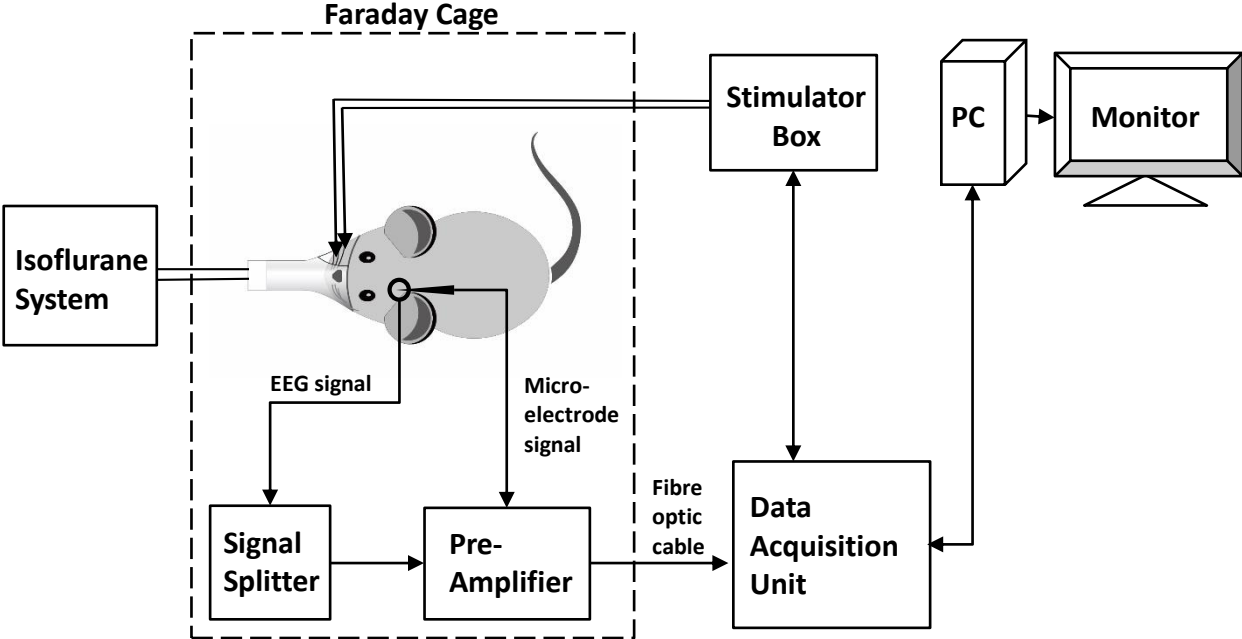 Faraday Cage
Stimulator
Box
PC
Monitor
Isoflurane
System
EEG signal
Micro-
electrode
signal
Signal
Splitter
Pre-
Amplifier
Fibre
optic
cable
Data
Acquisition
Unit